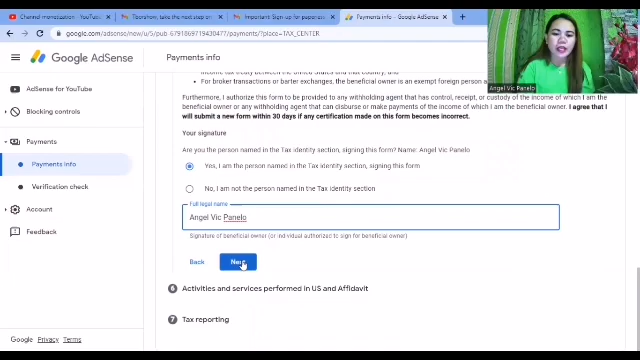 Channel monetization - YouTube
Toorshow, take the next step on
Important! Sign up for paperless
Payments info – Google AdSense
google.com/adsense/new/u/5/pub-6791869719430477/payments/?place=TAX_CENTER
Google AdSense
Payments info
AdSense for YouTube
Blocking controls
Payments
Payments info
Verification check
Account
Feedback
Google Privacy Terms
income tax treaty between the United States and that country, and
• For broker transactions or barter exchanges, the beneficial owner is an exempt foreign person a
Furthermore, I authorize this form to be provided to any withholding agent that has control, receipt, or custody of the income of which I am the
beneficial owner or any withholding agent that can disburse or make payments of the income of which I am the beneficial owner. I agree that I
will submit a new form within 30 days if any certification made on this form becomes incorrect.
Your signature
Are you the person named in the Tax identity section, signing this form? Name: Angel Vic Panelo
Yes, I am the person named in the Tax identity section, signing this form
No, I am not the person named in the Tax identity section
Full legal name
Angel Vic Panelo
Signature of beneficial owner (or individual authorized to sign for beneficial owner)
Back Next
6 Activities and services performed in US and Affidavit
7 Tax reporting
Angel Vic Panelo